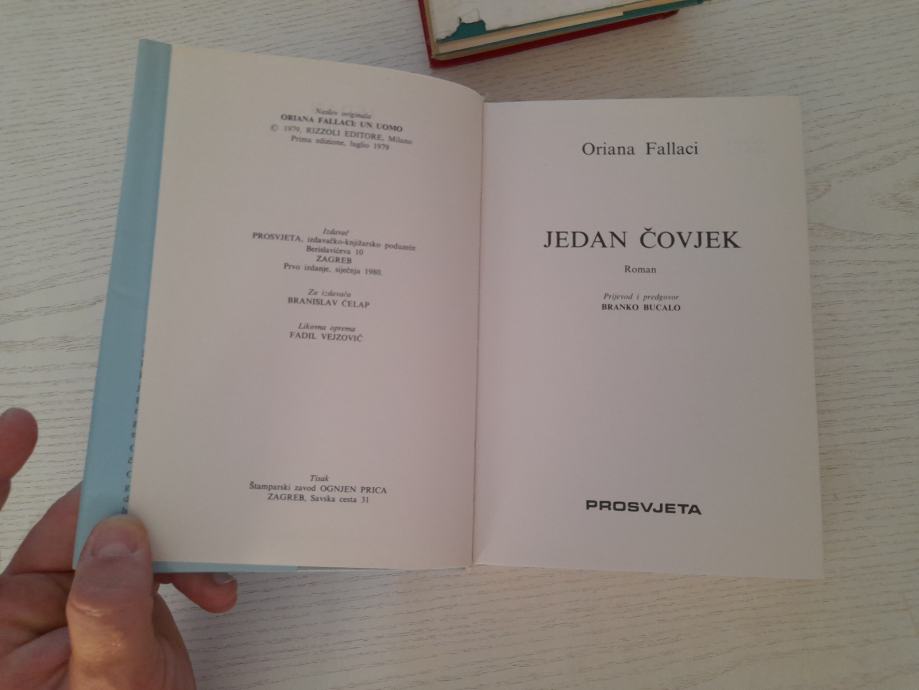 Naslov originala
ORIANA FALLACI: UN UOMO
© 1979, RIZZOLI EDITORE, Milano
Prima edizione, luglio 1979
Izdavač
PROSVJETA, izdavačko-knjižarsko poduzeće
Berislavićeva 10
ZAGREB
Prvo izdanje, siječnja 1980.
Za izdavača
BRANISLAV ĆELAP
Likovna oprema
FADIL VEJZOVIĆ
Tisak
Štamparski zavod OGNJEN PRICA
ZAGREB, Savska cesta 31
Oriana Fallaci
JEDAN ČOVJEK
Roman
Prijevod i predgovor
BRANKO BUCALO
PROSVJETA